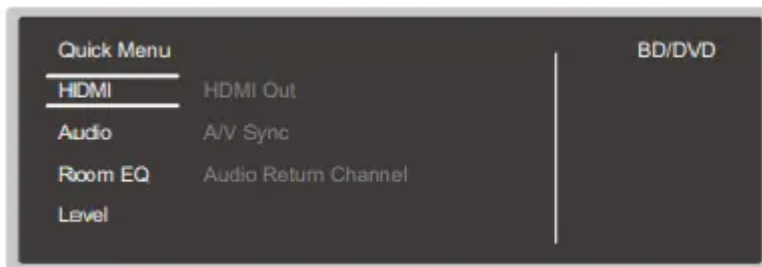 Quick Menu BD/DVD
HDMI HDMI Out
Audio A/V Sync
Room EQ Audio Return Channel
Level